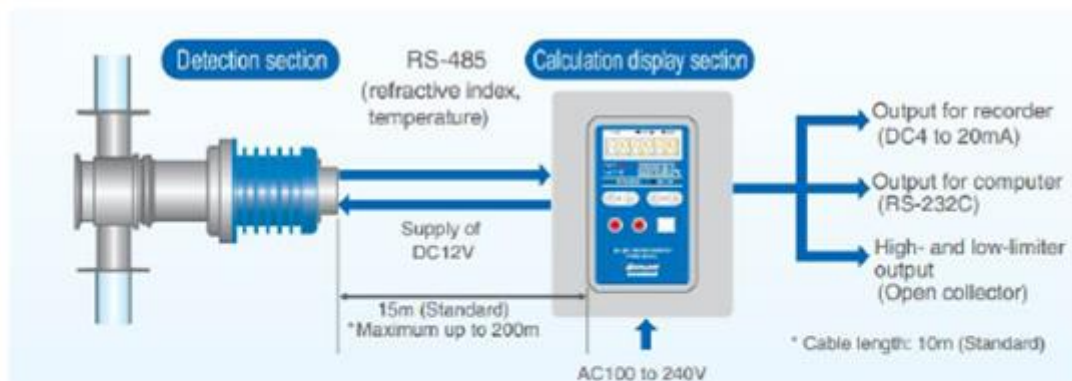 Detection section
RS-485
(refractive index,
temperature)
Calculation display section
Supply of
DC12V
15m (Standard)
*Maximum up to 200m
AC100 to 240V
Output for recorder
(DC4 to 20mA)
Output for computer
(RS-232C)
High- and low-limiter
output
(Open collector)
* Cable length: 10m (Standard)